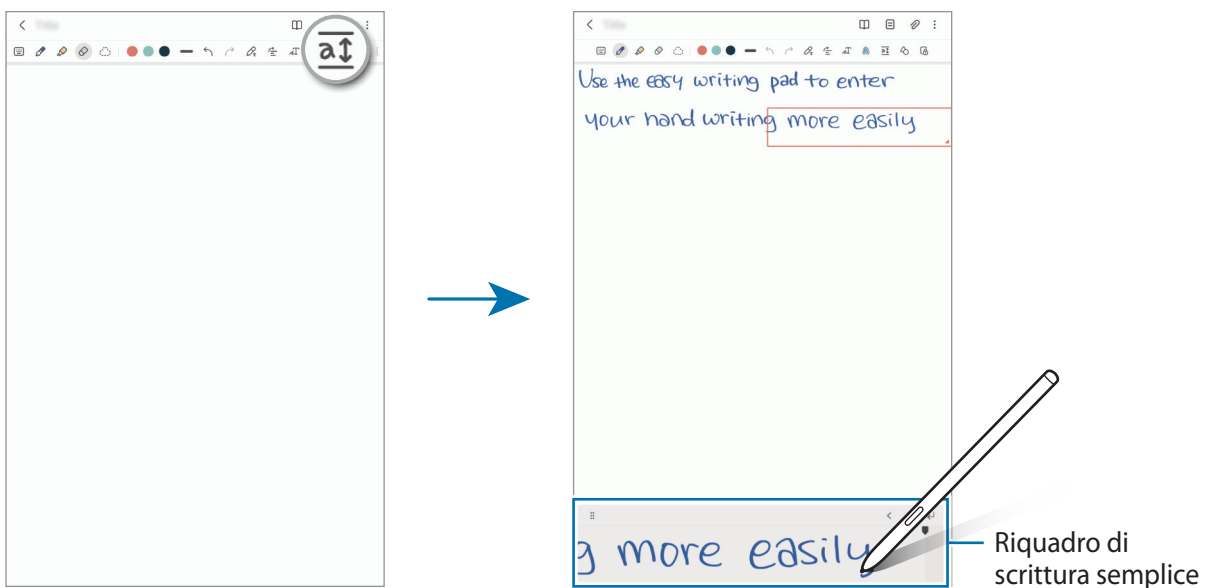 a
Use the easy writing pad to enter
your hand writing more easily
g more easily
Riquadro di
scrittura semplice